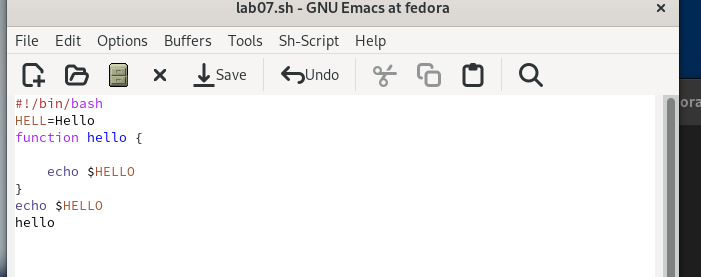 lab07.sh - GNU Emacs at fedora
File Edit Options Buffers Tools Sh-Script Help
Save Undo
#!/bin/bash
HELL=Hello
function hello {
    echo $HELLO
}
echo $HELLO
hello
ora